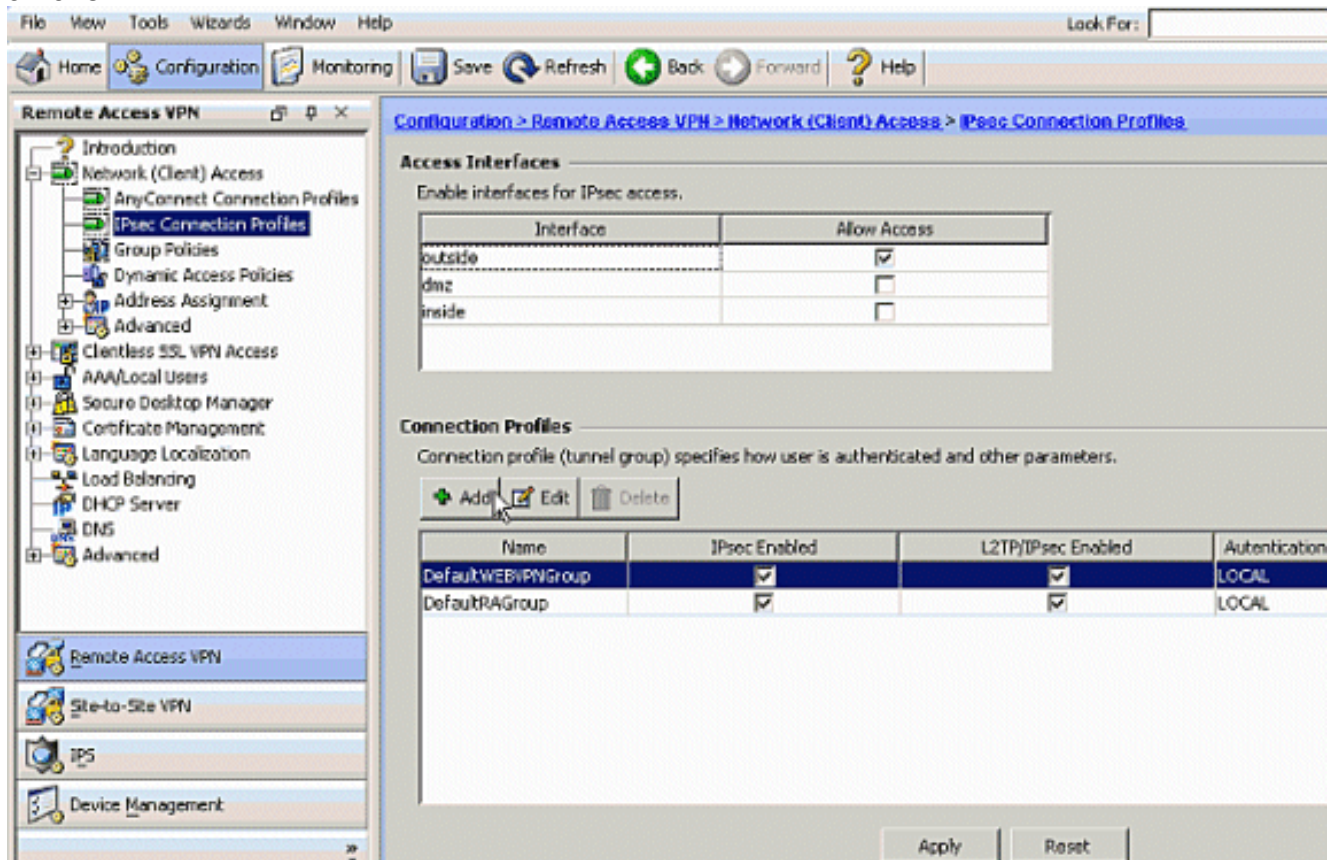 File View Tools Wizards Window Help Look For:
Home Configuration Monitoring Save Refresh Back Forward Help
Remote Access VPN
Introduction
Network (Client) Access
AnyConnect Connection Profiles
IPsec Connection Profiles
Group Policies
Dynamic Access Policies
Address Assignment
Advanced
Clientless SSL VPN Access
AAA/Local Users
Secure Desktop Manager
Certificate Management
Language Localization
Load Balancing
DHCP Server
DNS
Advanced
Remote Access VPN
Site-to-Site VPN
IPS
Device Management
Configuration > Remote Access VPN > Network (Client) Access > IPsec Connection Profiles
Access Interfaces
Enable interfaces for IPsec access.
Interface Allow Access
outside
dmz
inside
Connection Profiles
Connection profile (tunnel group) specifies how user is authenticated and other parameters.
Add Edit Delete
Name IPsec Enabled L2TP/IPsec Enabled Autentication
DefaultWEBVPNGroup LOCAL
DefaultRAGroup LOCAL
Apply Reset